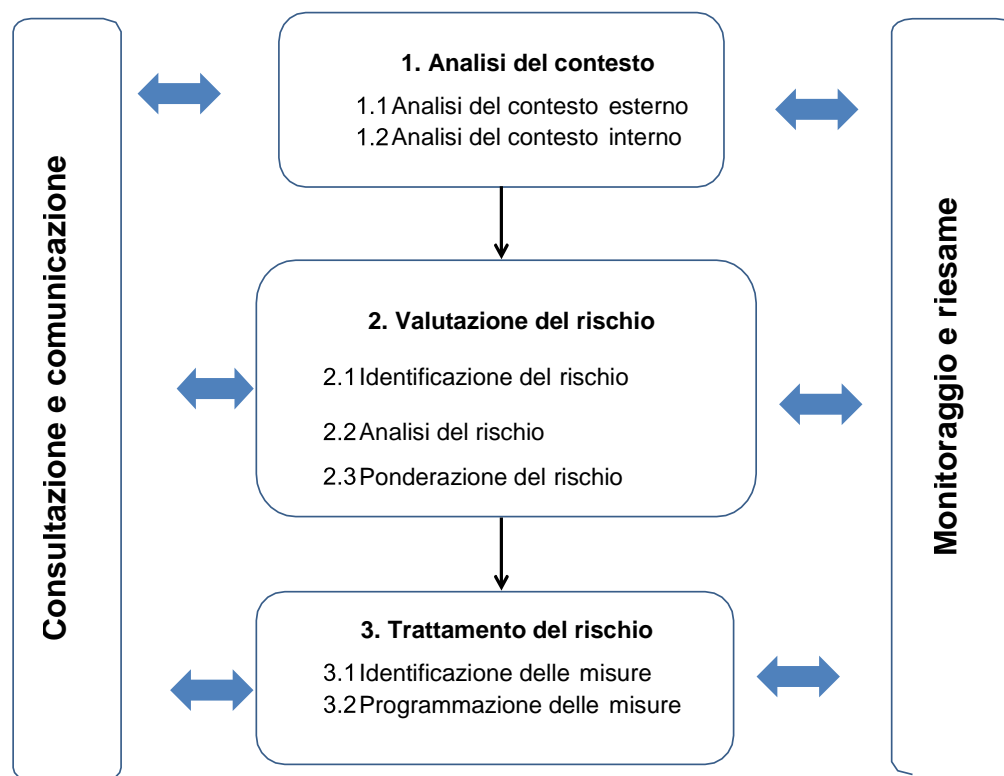 Consultazione e comunicazione
1. Analisi del contesto
1.1 Analisi del contesto esterno
1.2 Analisi del contesto interno
2. Valutazione del rischio
2.1 Identificazione del rischio
2.2 Analisi del rischio
2.3 Ponderazione del rischio
3. Trattamento del rischio
3.1 Identificazione delle misure
3.2 Programmazione delle misure
Monitoraggio e riesame